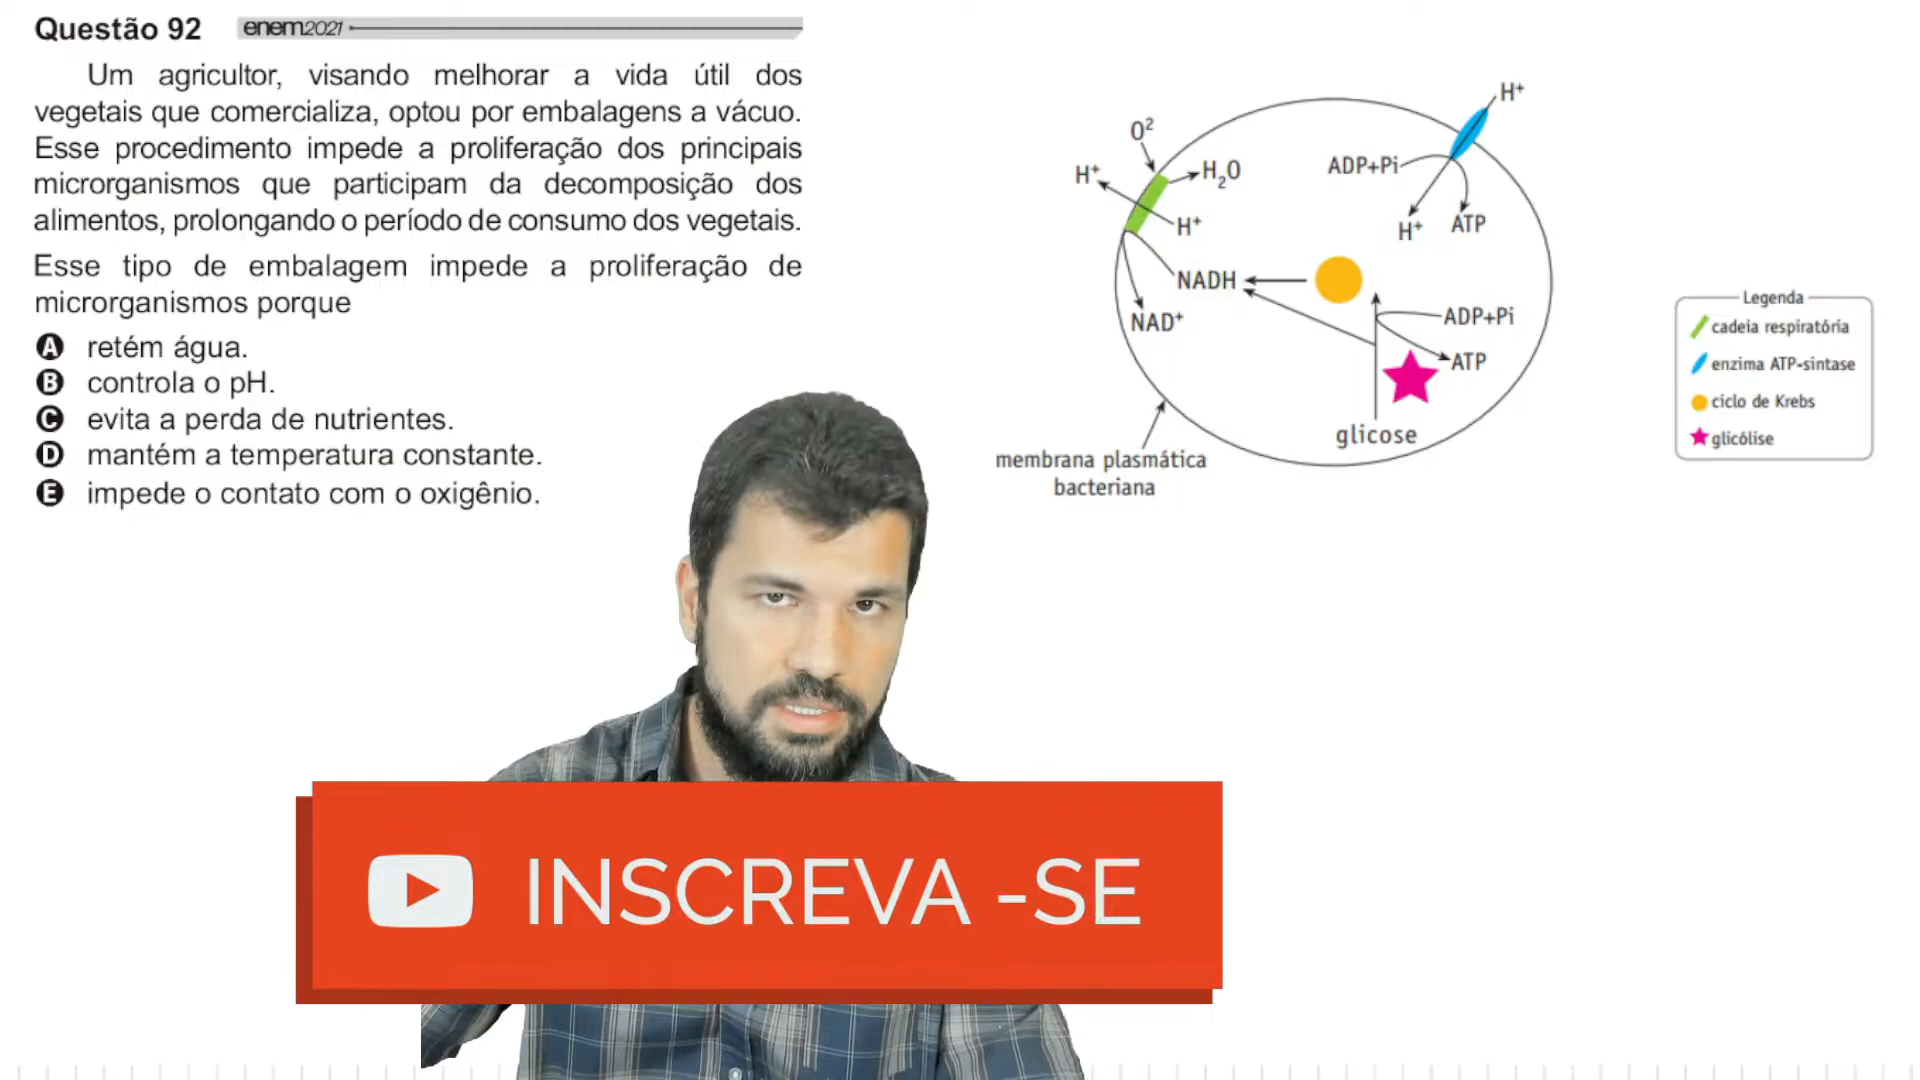 Questão 92 enem2021
Um agricultor, visando melhorar a vida útil dos
vegetais que comercializa, optou por embalagens a vácuo.
Esse procedimento impede a proliferação dos principais
microrganismos que participam da decomposição dos
alimentos, prolongando o período de consumo dos vegetais.
Esse tipo de embalagem impede a proliferação de
microrganismos porque
A retém água.
B controla o pH.
C evita a perda de nutrientes.
D mantém a temperatura constante.
E impede o contato com o oxigênio.
H⁺
O²
ADP+Pi
H⁺
H₂O
H⁺
H⁺
ATP
NADH
NAD⁺
ADP+Pi
ATP
glicose
membrana plasmática
bacteriana
Legenda
cadeia respiratória
enzima ATP-sintase
ciclo de Krebs
glicólise
INSCREVA -SE